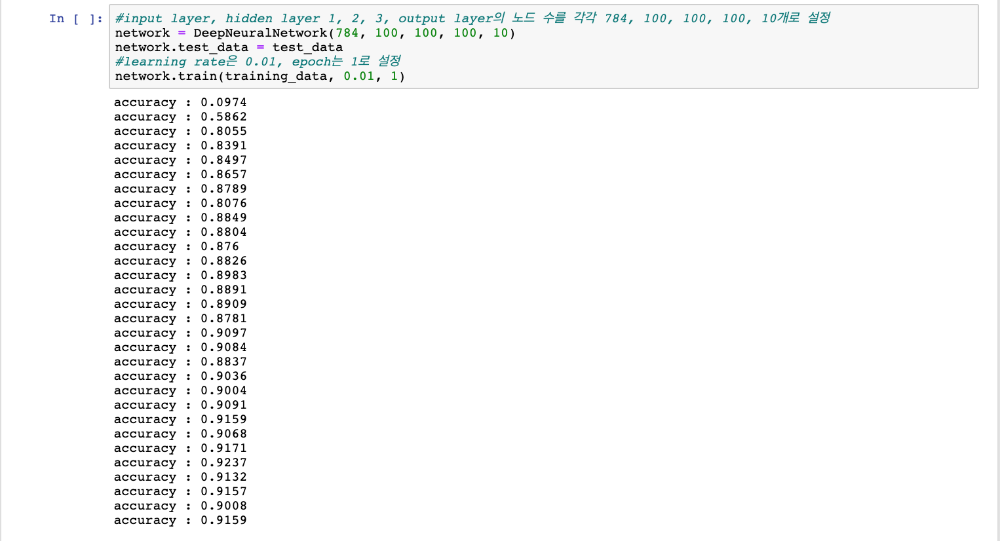 In [ ]: #input layer, hidden layer 1, 2, 3, output layer의 노드 수를 각각 784, 100, 100, 100, 10개로 설정
network = DeepNeuralNetwork(784, 100, 100, 100, 10)
network.test_data = test_data
#learning rate은 0.01, epoch는 1로 설정
network.train(training_data, 0.01, 1)
accuracy : 0.0974
accuracy : 0.5862
accuracy : 0.8055
accuracy : 0.8391
accuracy : 0.8497
accuracy : 0.8657
accuracy : 0.8789
accuracy : 0.8076
accuracy : 0.8849
accuracy : 0.8804
accuracy : 0.876
accuracy : 0.8826
accuracy : 0.8983
accuracy : 0.8891
accuracy : 0.8909
accuracy : 0.8781
accuracy : 0.9097
accuracy : 0.9084
accuracy : 0.8837
accuracy : 0.9036
accuracy : 0.9004
accuracy : 0.9091
accuracy : 0.9159
accuracy : 0.9068
accuracy : 0.9171
accuracy : 0.9237
accuracy : 0.9132
accuracy : 0.9157
accuracy : 0.9008
accuracy : 0.9159